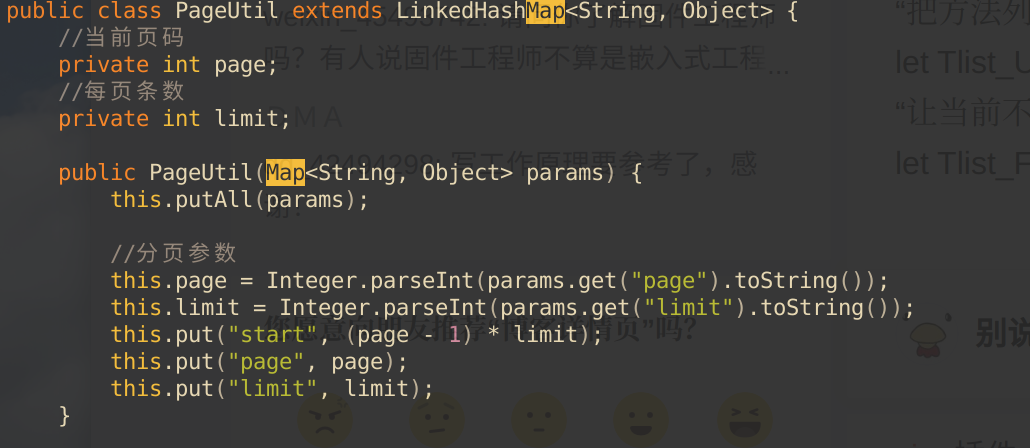 public class PageUtil extends LinkedHashMap<String, Object> {
//当前页码
private int page;
//每页条数
private int limit;
public PageUtil(Map<String, Object> params) {
this.putAll(params);
//分页参数
this.page = Integer.parseInt(params.get("page").toString());
this.limit = Integer.parseInt(params.get("limit").toString());
this.put("start", (page - 1) * limit);
this.put("page", page);
this.put("limit", limit);
}
吗？有人说固件工程师不算是嵌入式工程...
“把方法列
let Tlist_U
“让当前不
let Tlist_F
别说